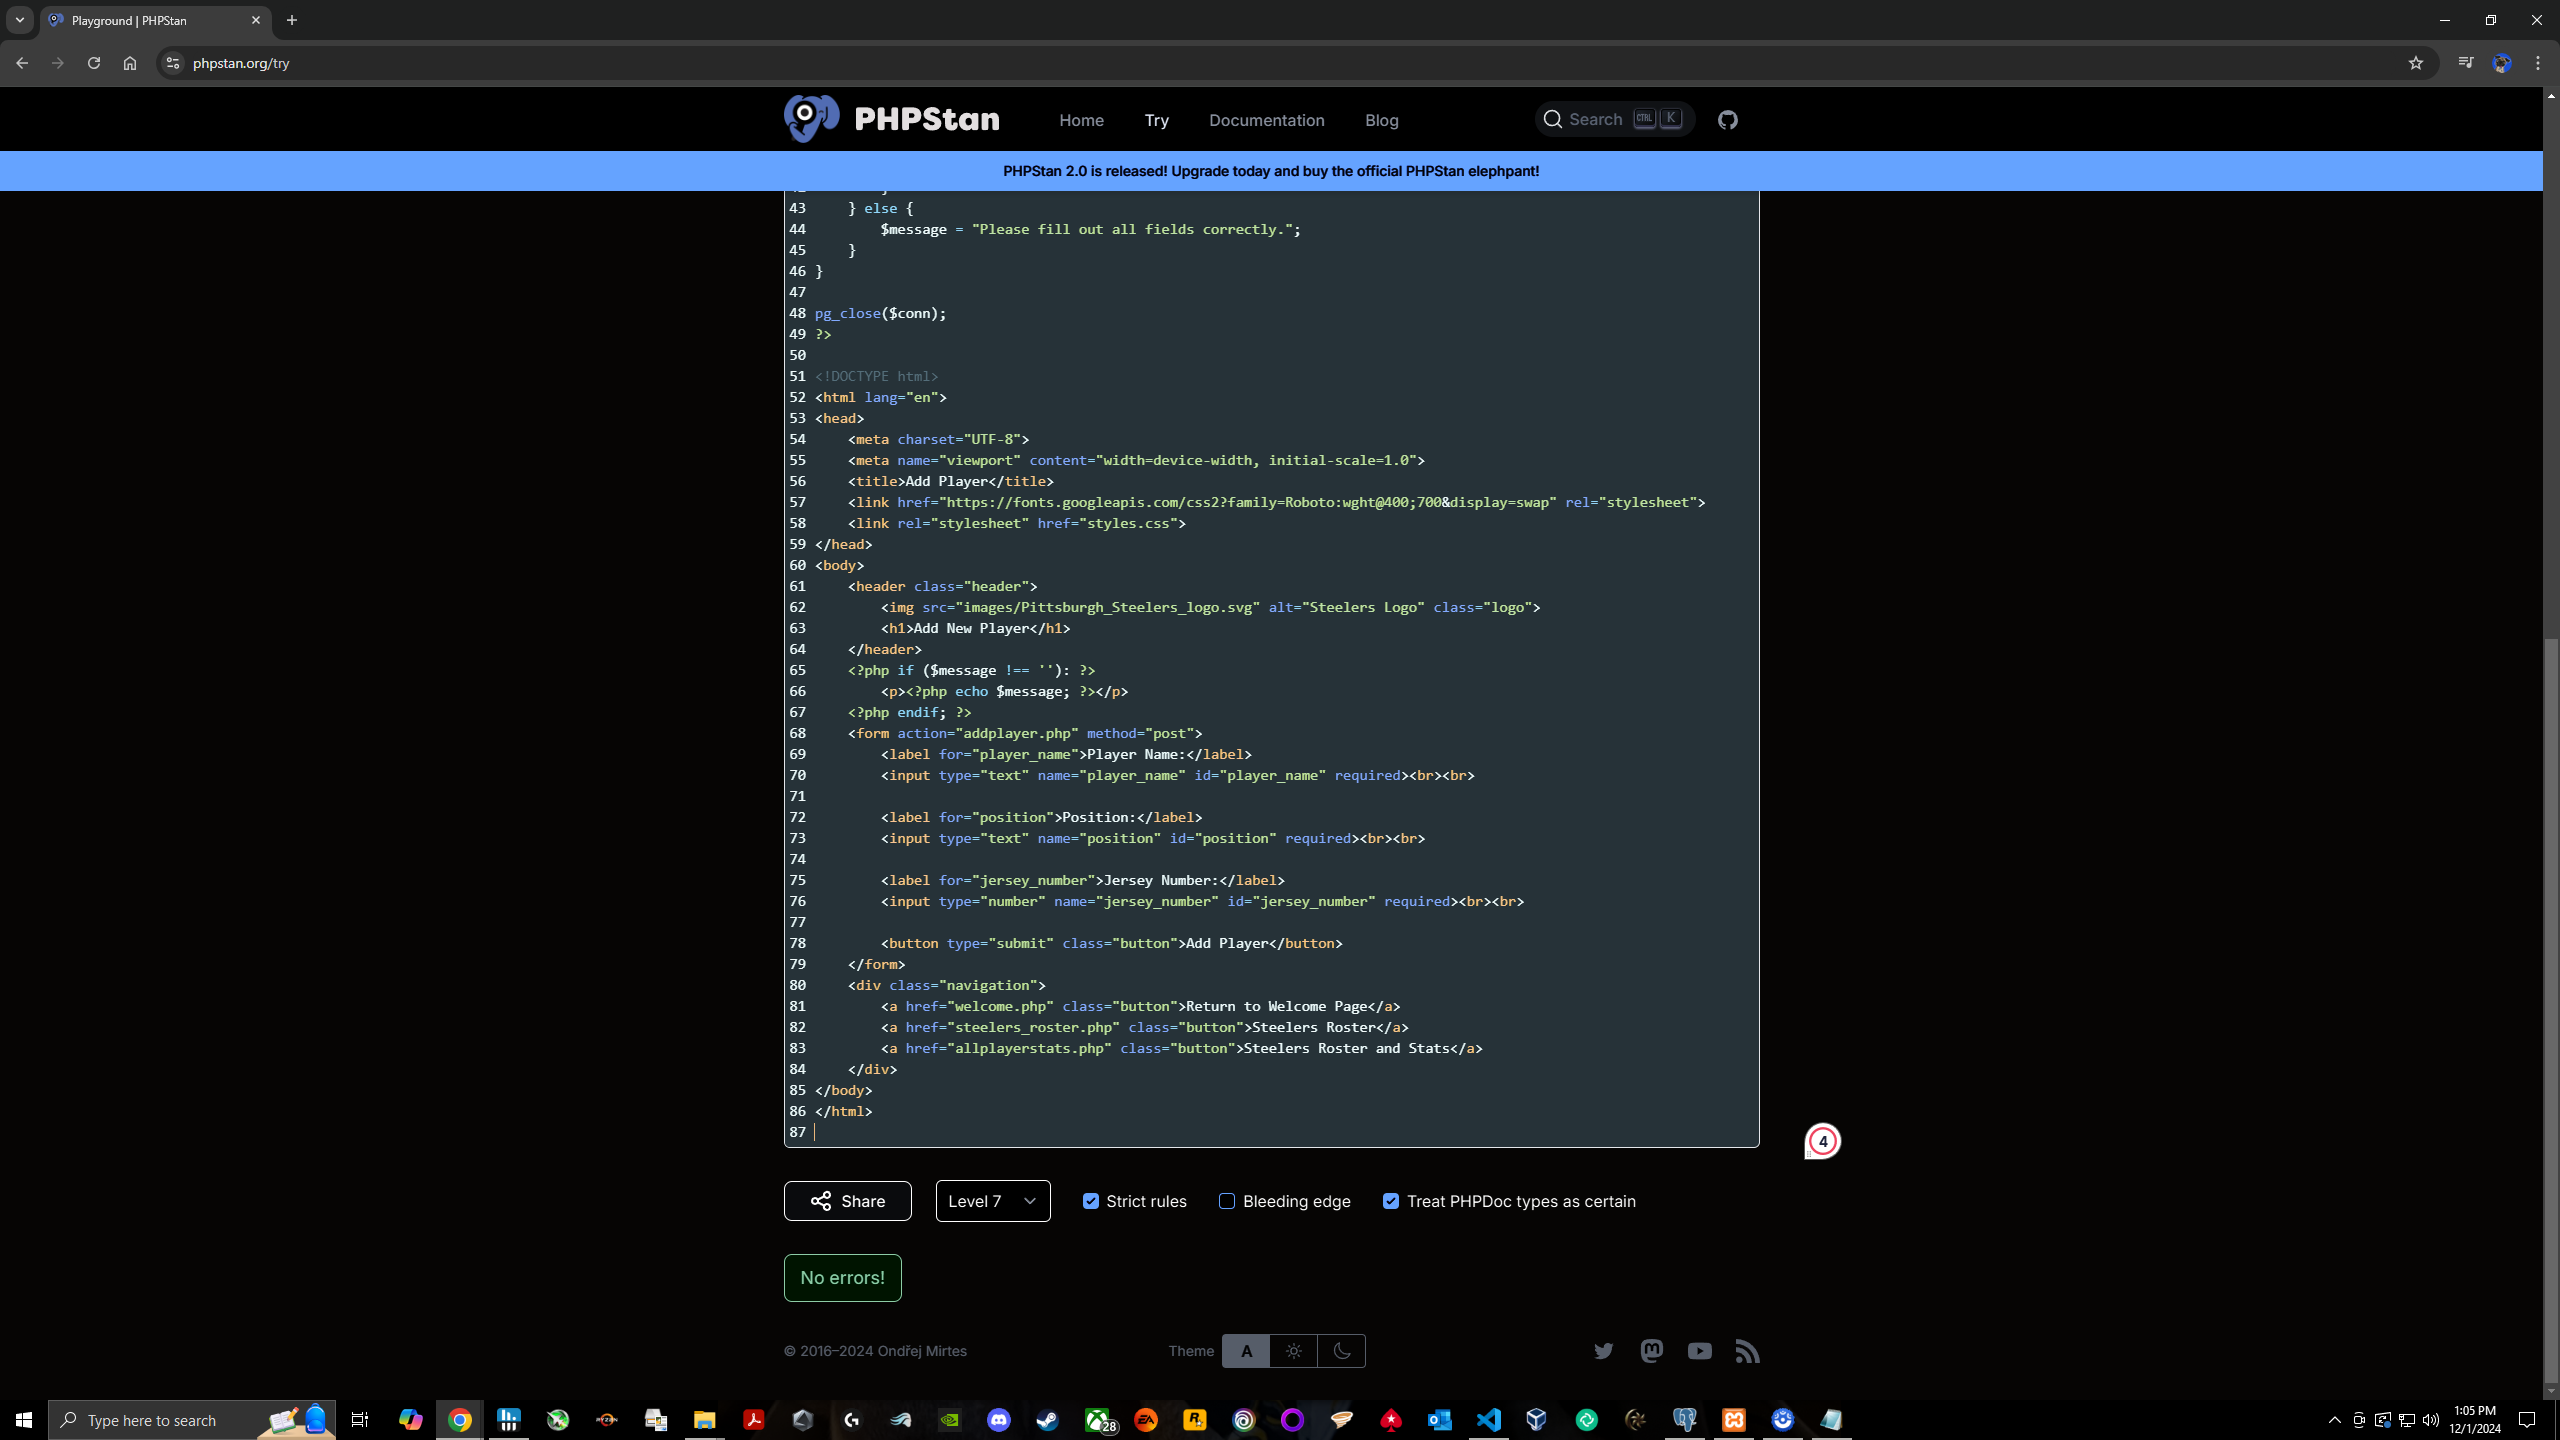 Playground | PHPStan
phpstan.org/try
PHPStan
Home
Try
Documentation
Blog
Search CTRL K
PHPStan 2.0 is released! Upgrade today and buy the official PHPStan elephpant!
43     } else {
44         $message = "Please fill out all fields correctly.";
45     }
46 }
47
48 pg_close($conn);
49 ?>
50
51 <!DOCTYPE html>
52 <html lang="en">
53 <head>
54     <meta charset="UTF-8">
55     <meta name="viewport" content="width=device-width, initial-scale=1.0">
56     <title>Add Player</title>
57     <link href="https://fonts.googleapis.com/css2?family=Roboto:wght@400;700&display=swap" rel="stylesheet">
58     <link rel="stylesheet" href="styles.css">
59 </head>
60 <body>
61     <header class="header">
62         <img src="images/Pittsburgh_Steelers_logo.svg" alt="Steelers Logo" class="logo">
63         <h1>Add New Player</h1>
64     </header>
65     <?php if ($message !== ''): ?>
66         <p><?php echo $message; ?></p>
67     <?php endif; ?>
68     <form action="addplayer.php" method="post">
69         <label for="player_name">Player Name:</label>
70         <input type="text" name="player_name" id="player_name" required><br><br>
71
72         <label for="position">Position:</label>
73         <input type="text" name="position" id="position" required><br><br>
74
75         <label for="jersey_number">Jersey Number:</label>
76         <input type="number" name="jersey_number" id="jersey_number" required><br><br>
77
78         <button type="submit" class="button">Add Player</button>
79     </form>
80     <div class="navigation">
81         <a href="welcome.php" class="button">Return to Welcome Page</a>
82         <a href="steelers_roster.php" class="button">Steelers Roster</a>
83         <a href="allplayerstats.php" class="button">Steelers Roster and Stats</a>
84     </div>
85 </body>
86 </html>
87
4
Share
Level 7
Strict rules
Bleeding edge
Treat PHPDoc types as certain
No errors!
© 2016–2024 Ondřej Mirtes
Theme A
Type here to search
RYZEN
28
EA
R
1:05 PM
12/1/2024